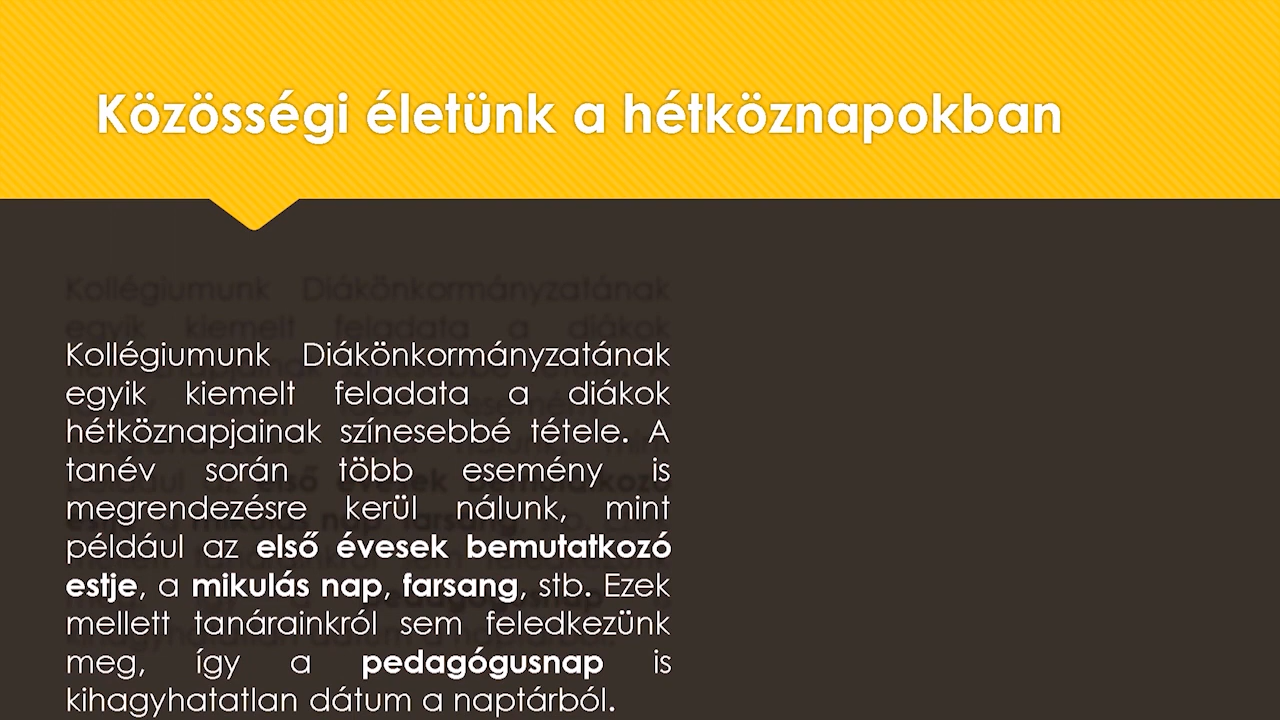 Közösségi életünk a hétköznapokban
Kollégiumunk Diákönkormányzatának
egyik kiemelt feladata a diákok
hétköznapjainak színesebbé tétele. A
tanév során több esemény is
megrendezésre kerül nálunk, mint
például az első évesek bemutatkozó
estje, a mikulás nap, farsang, stb. Ezek
mellett tanárainkról sem feledkezünk
meg, így a pedagógusnap is
kihagyhatatlan dátum a naptárból.